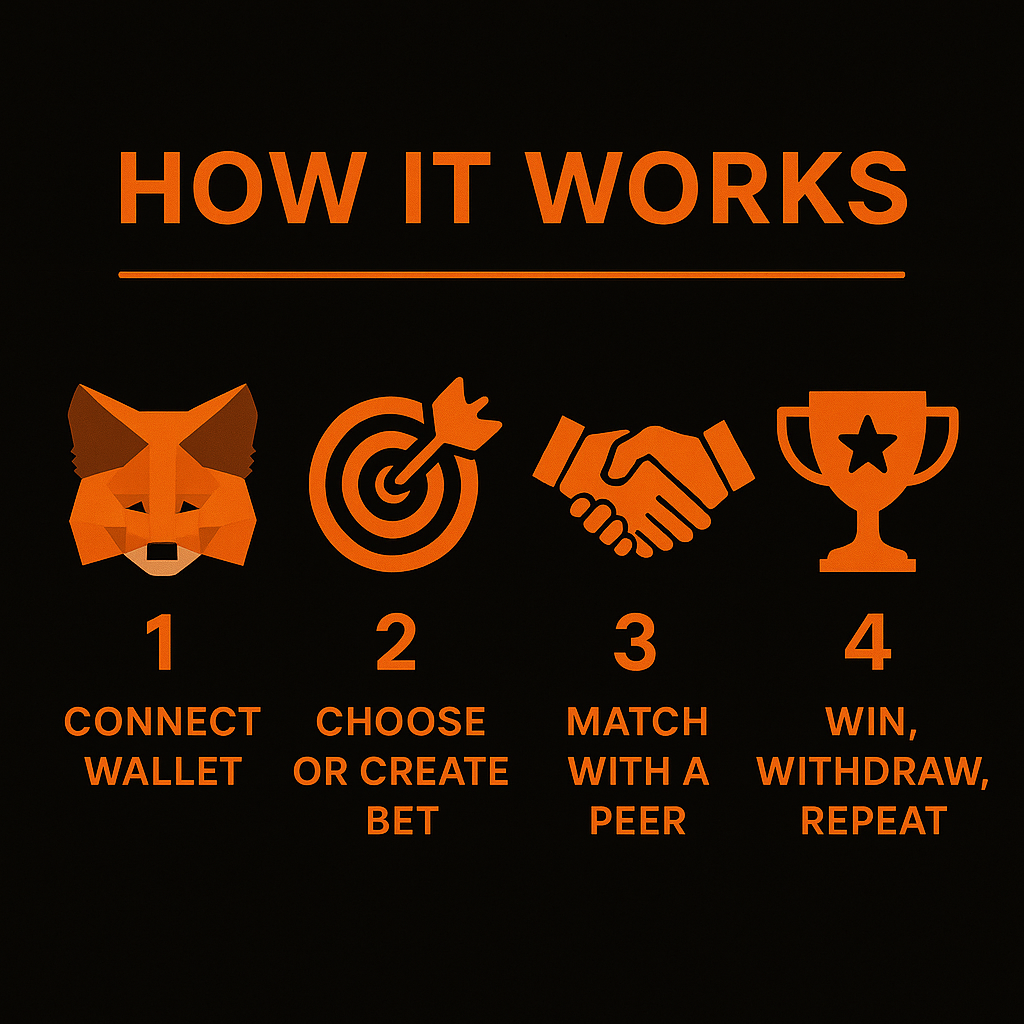 HOW IT WORKS
1
CONNECT
WALLET
2
CHOOSE
OR CREATE
BET
3
MATCH
WITH A
PEER
4
WIN,
WITHDRAW,
REPEAT